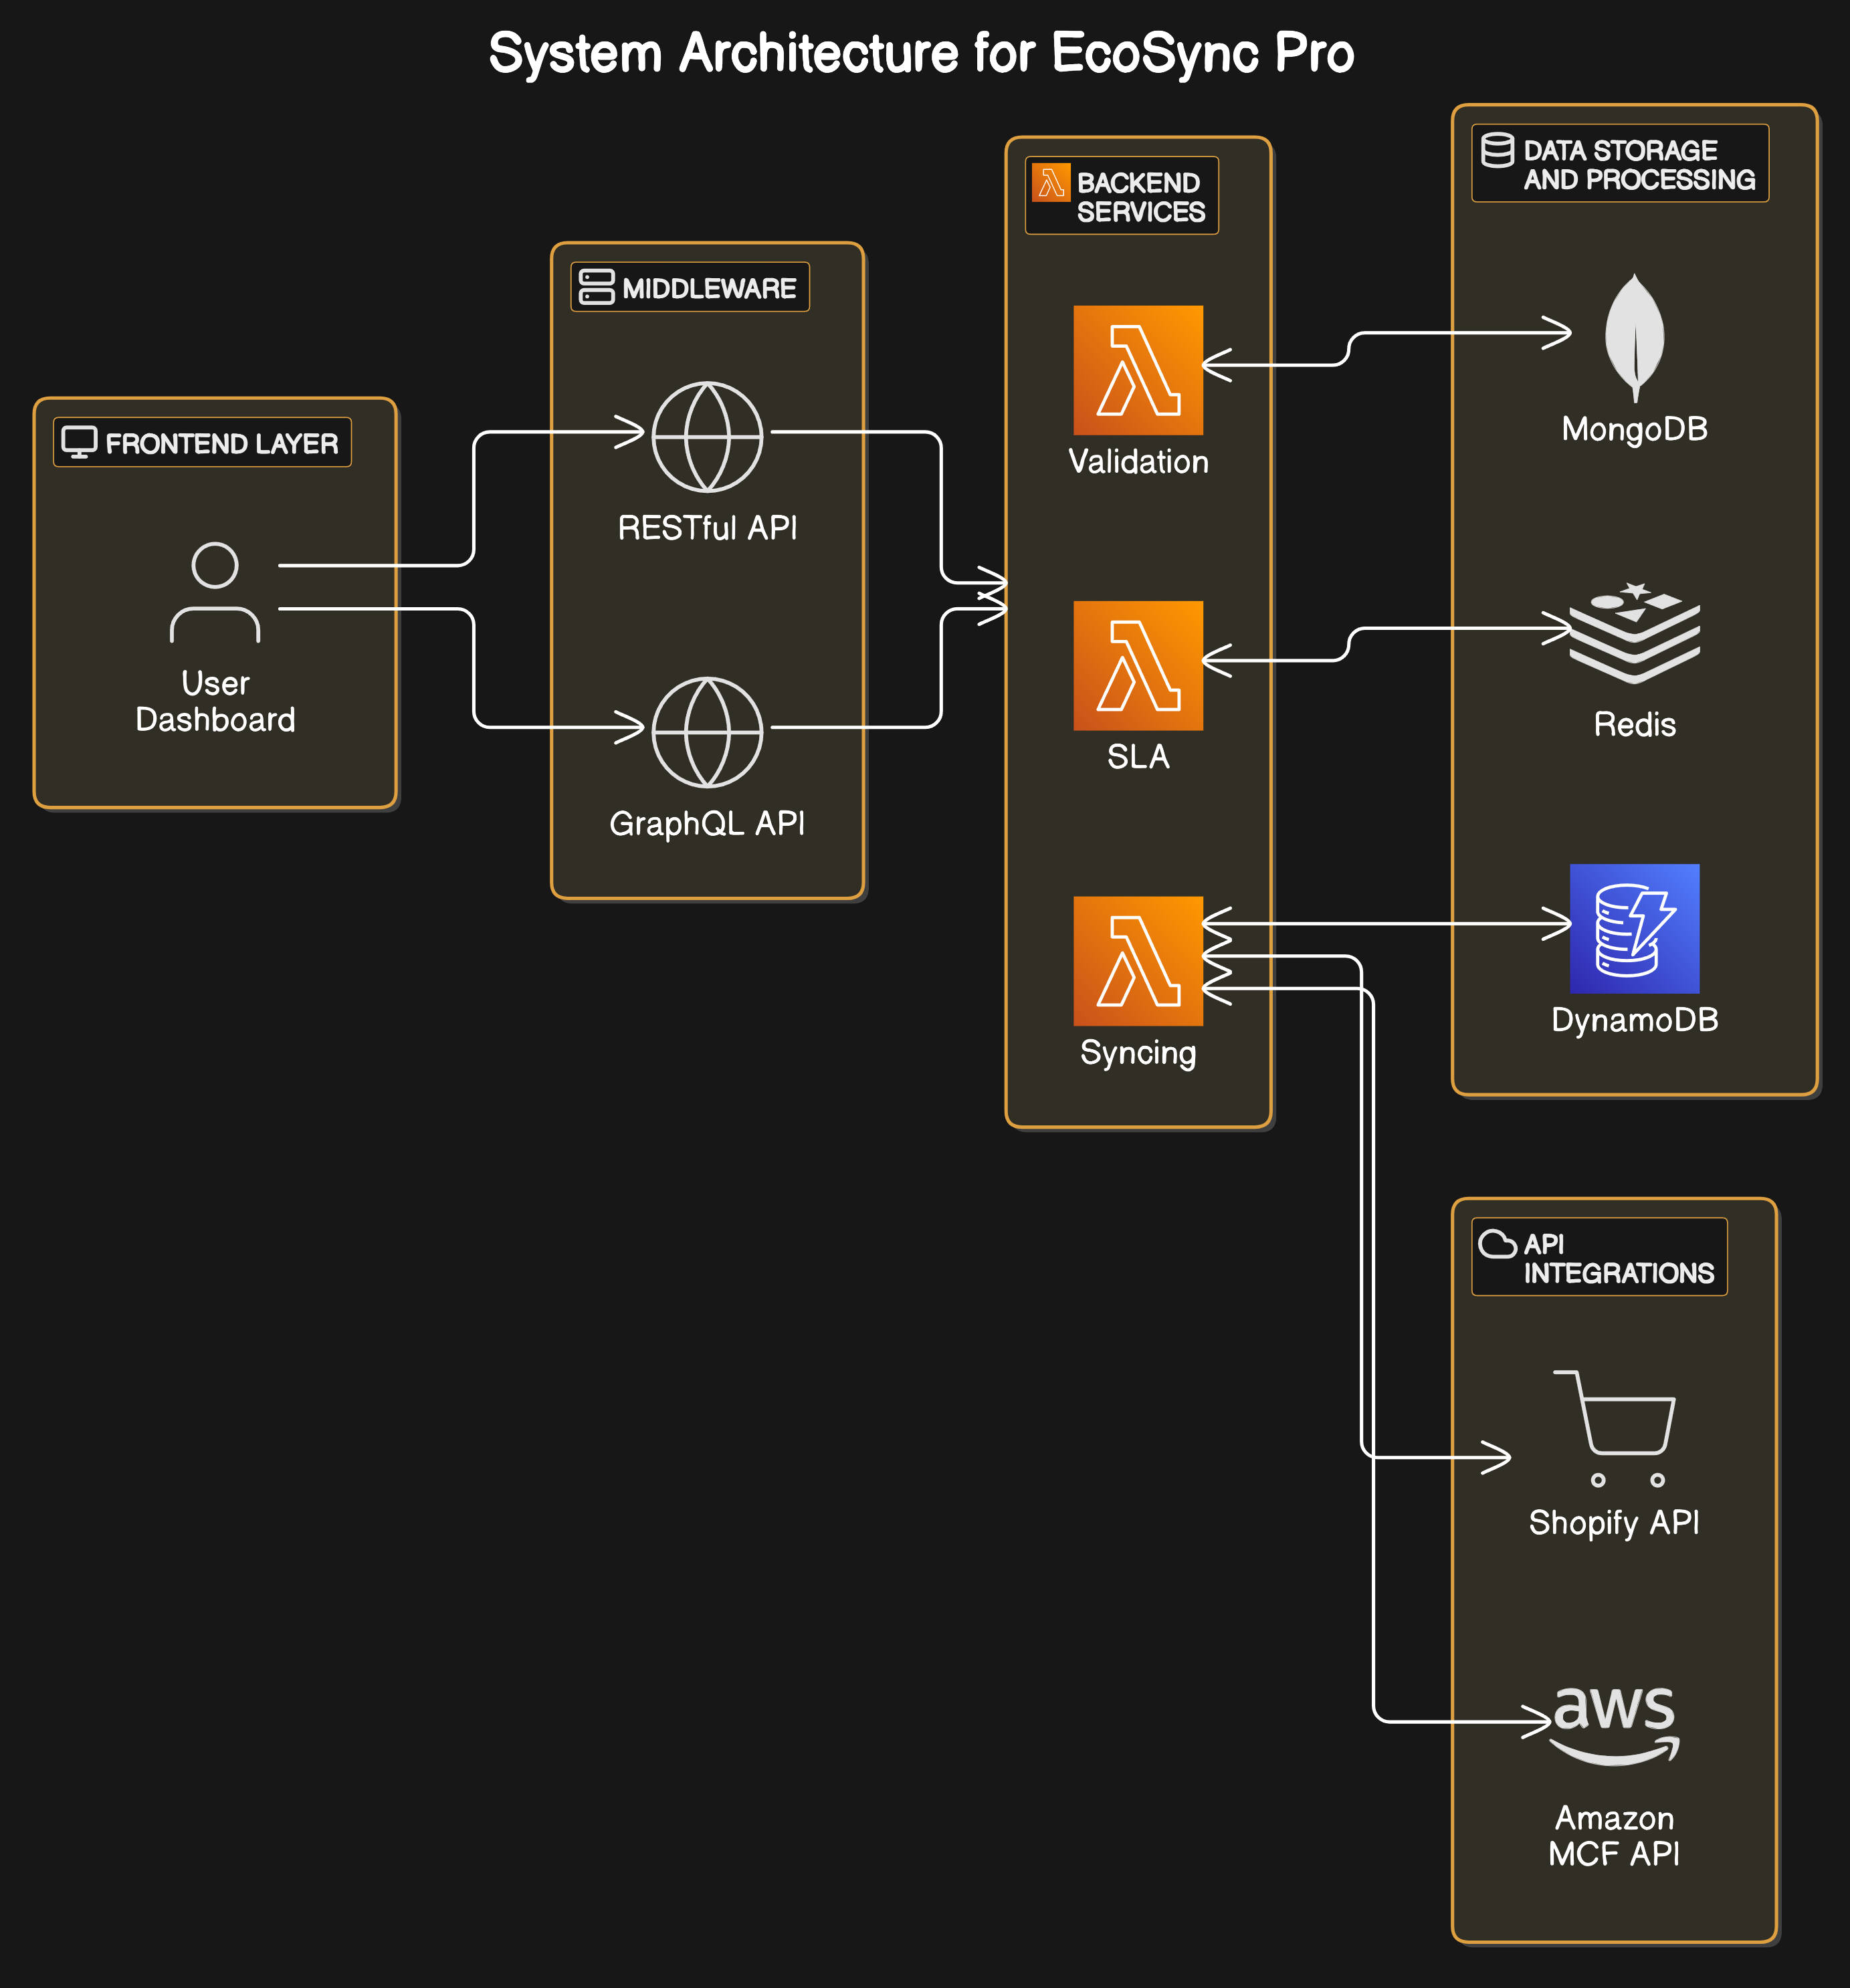 System Architecture for EcoSync Pro
FRONTEND LAYER
User
Dashboard
MIDDLEWARE
RESTful API
GraphQL API
BACKEND
SERVICES
Validation
SLA
Syncing
DATA STORAGE
AND PROCESSING
MongoDB
Redis
DynamoDB
API
INTEGRATIONS
Shopify API
aws
Amazon
MCF API